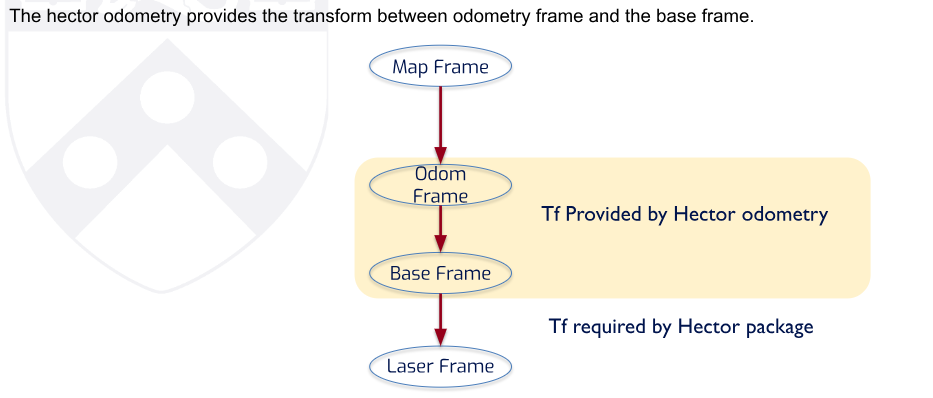 The hector odometry provides the transform between odometry frame and the base frame.
Map Frame
Odom
Frame
Tf Provided by Hector odometry
Base Frame
Tf required by Hector package
Laser Frame